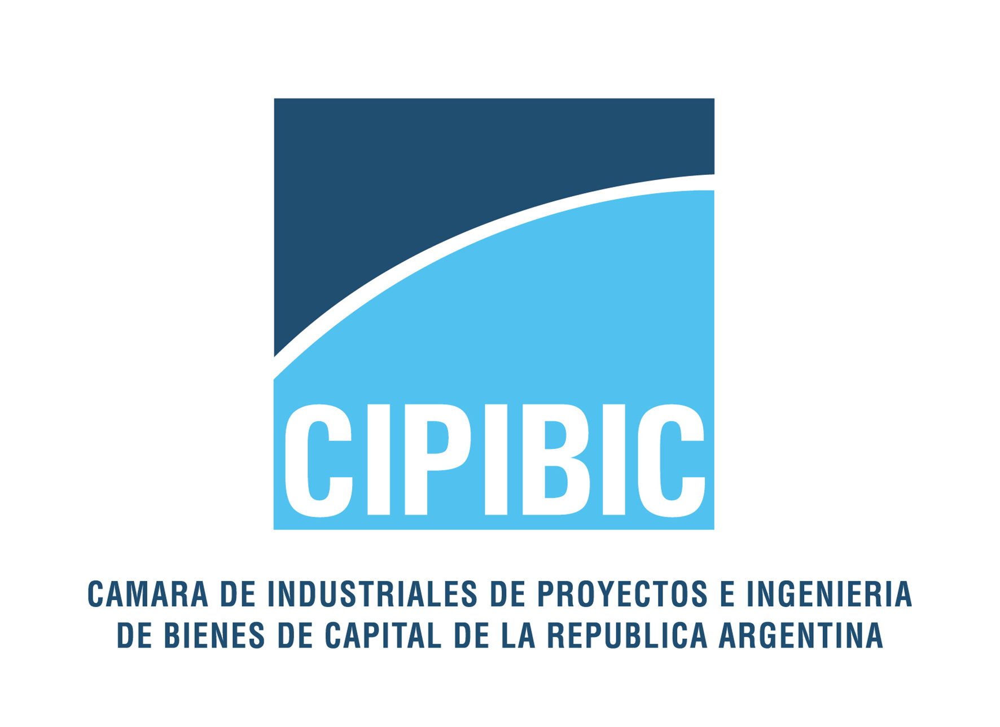 CIPIBIC
CAMARA DE INDUSTRIALES DE PROYECTOS E INGENIERIA
DE BIENES DE CAPITAL DE LA REPUBLICA ARGENTINA